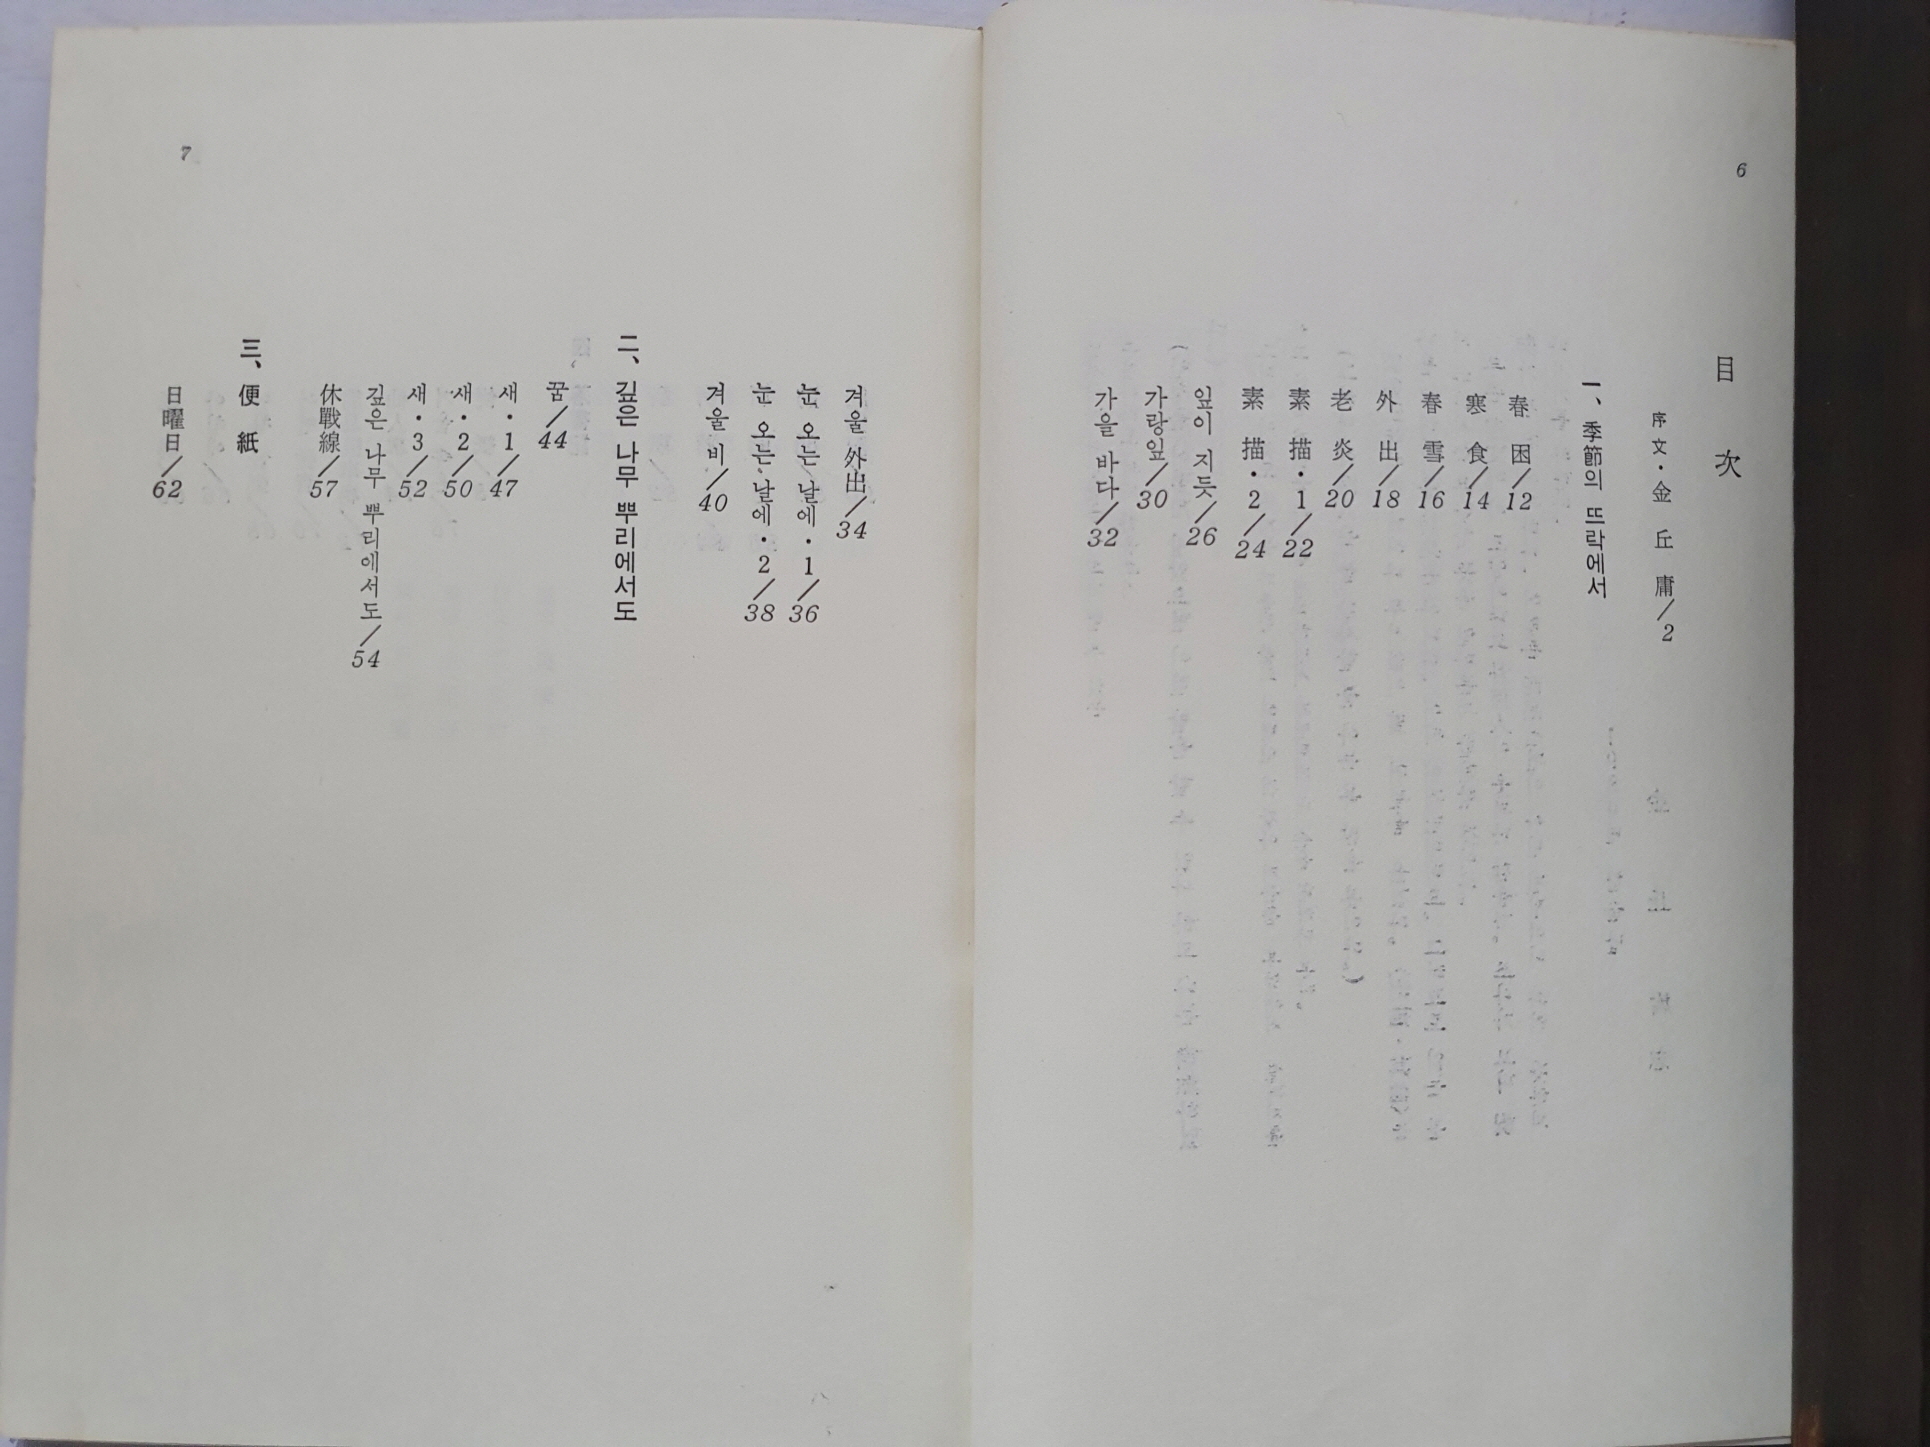 6
目次
序文・金丘庸/2
一、季節의 뜨락에서
春困/12
寒食/14
春雪/16
外出/18
老炎/20
素描・1/22
素描・2/24
잎이 지듯/26
가랑잎/30
가을 바다/32
7
겨울 外出/34
눈 오는 날에・1/36
눈 오는 날에・2/38
겨울 비/40
二、깊은 나무 뿌리에서도
꿈/44
새・1/47
새・2/50
새・3/52
깊은 나무 뿌리에서도/54
休戰線/57
三、便紙
日曜日/62